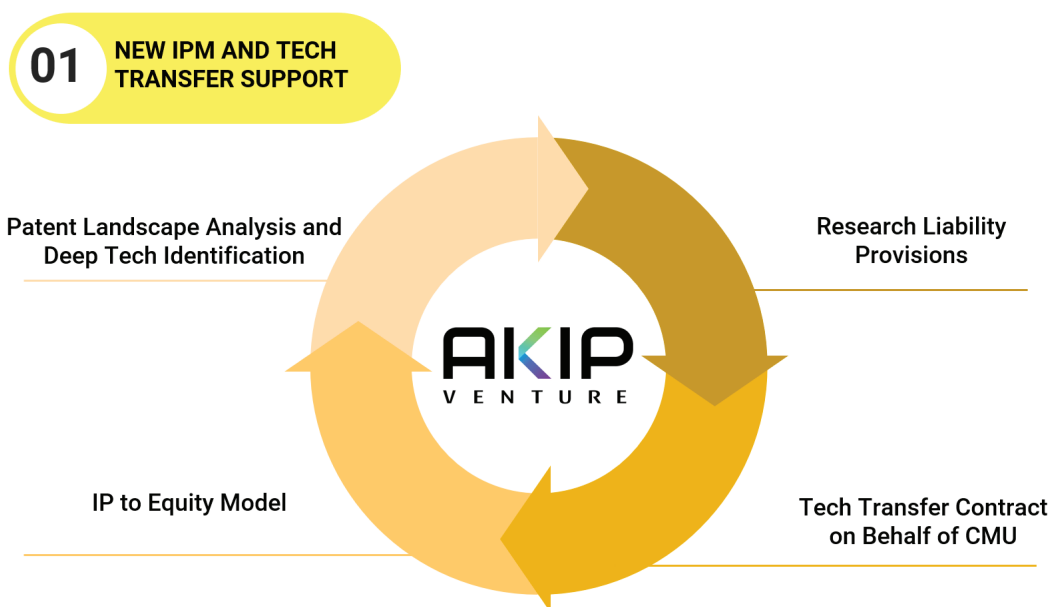 01
NEW IPM AND TECH
TRANSFER SUPPORT
Patent Landscape Analysis and
Deep Tech Identification
Research Liability
Provisions
AKIP
VENTURE
IP to Equity Model
Tech Transfer Contract
on Behalf of CMU